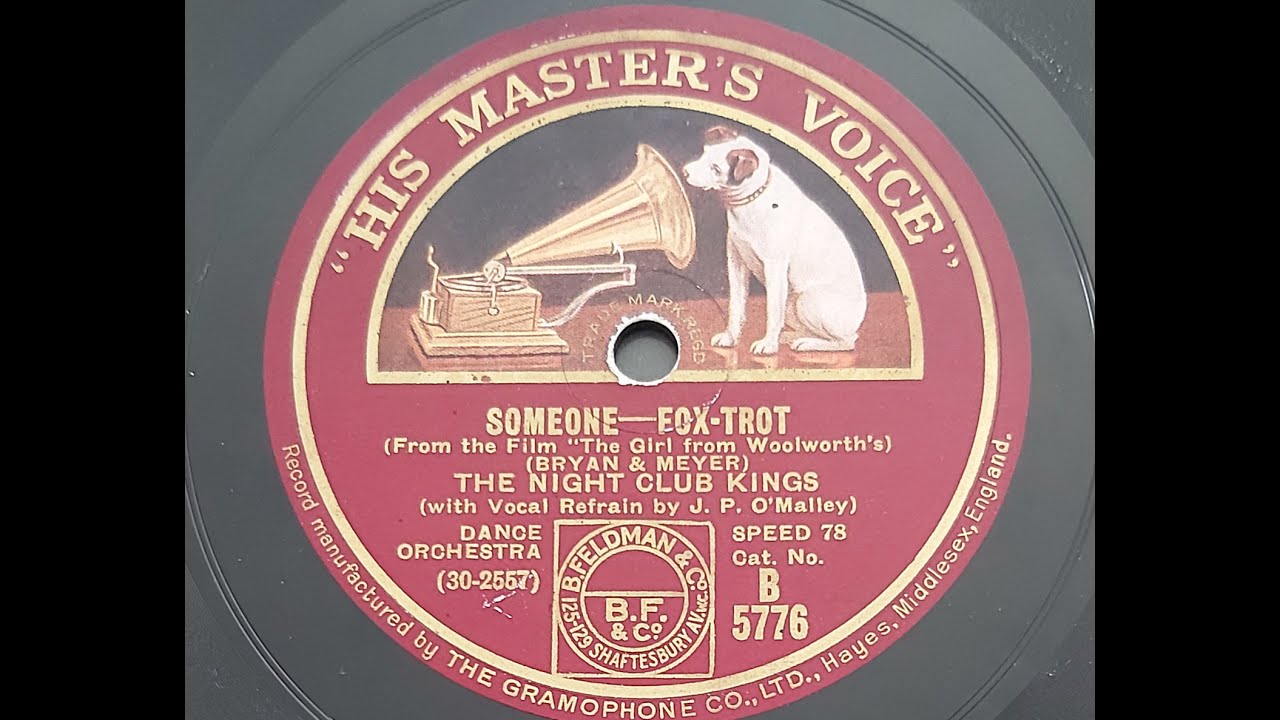 "HIS MASTER'S VOICE"
TRADE MARK REGD
SOMEONE—FOX-TROT
(From the Film "The Girl from Woolworth's)
(BRYAN & MEYER)
THE NIGHT CLUB KINGS
(with Vocal Refrain by J. P. O'Malley)
DANCE
ORCHESTRA
(30-2557)
B. FELDMAN & Co
B.F.
& Co
125-129 SHAFTESBURY AV. W.C.2
SPEED 78
Cat. No.
B
5776
Record manufactured by THE GRAMOPHONE CO., LTD., Hayes, Middlesex, England.